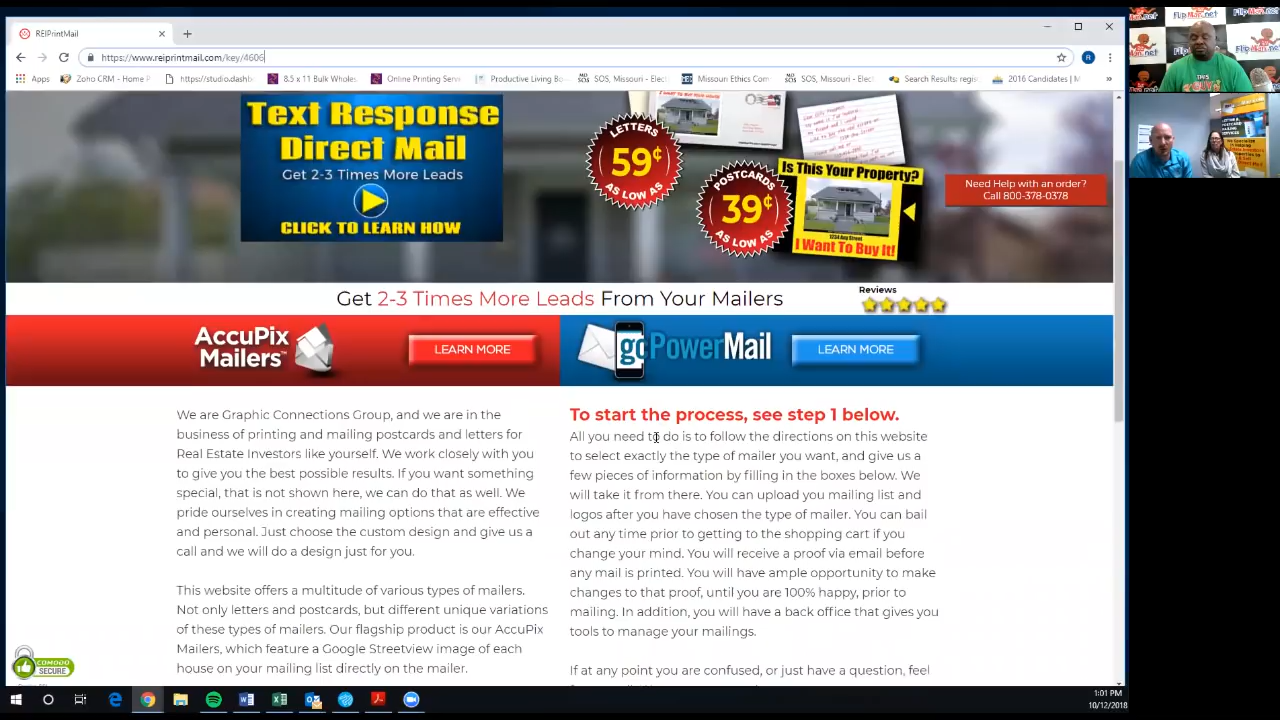 REIPrintMail
https://www.reiprintmail.com/key/4606
Apps
Zoho CRM - Home P
https://studio.dashb
8.5 x 11 Bulk Whole
Online Printing Serv
Productive Living Bo
SOS, Missouri - Elect
Missouri Ethics Com
SOS, Missouri - Elect
Search Results: regis
2016 Candidates | M
Text Response
Direct Mail
Get 2-3 Times More Leads
CLICK TO LEARN HOW
LETTERS
59¢
AS LOW AS
POSTCARDS
39¢
AS LOW AS
Is This Your Property?
1234 Any Street
I Want To Buy It!
Need Help with an order?
Call 800-378-0378
Get 2-3 Times More Leads From Your Mailers
Reviews
AccuPix
Mailers™
LEARN MORE
goPowerMail
LEARN MORE
We are Graphic Connections Group, and we are in the
business of printing and mailing postcards and letters for
Real Estate Investors like yourself. We work closely with you
to give you the best possible results. If you want something
special, that is not shown here, we can do that as well. We
pride ourselves in creating mailing options that are effective
and personal. Just choose the custom design and give us a
call and we will do a design just for you.
This website offers a multitude of various types of mailers.
Not only letters and postcards, but different unique variations
of these types of mailers. Our flagship product is our AccuPix
Mailers, which feature a Google Streetview image of each
house on your mailing list directly on the mailer.
To start the process, see step 1 below.
All you need to do is to follow the directions on this website
to select exactly the type of mailer you want, and give us a
few pieces of information by filling in the boxes below. We
will take it from there. You can upload you mailing list and
logos after you have chosen the type of mailer. You can bail
out any time prior to getting to the shopping cart if you
change your mind. You will receive a proof via email before
any mail is printed. You will have ample opportunity to make
changes to that proof, until you are 100% happy, prior to
mailing. In addition, you will have a back office that gives you
tools to manage your mailings.
If at any point you are confused, or just have a question, feel
COMODO
SECURE
1:01 PM
10/12/2018
FlipMan.net